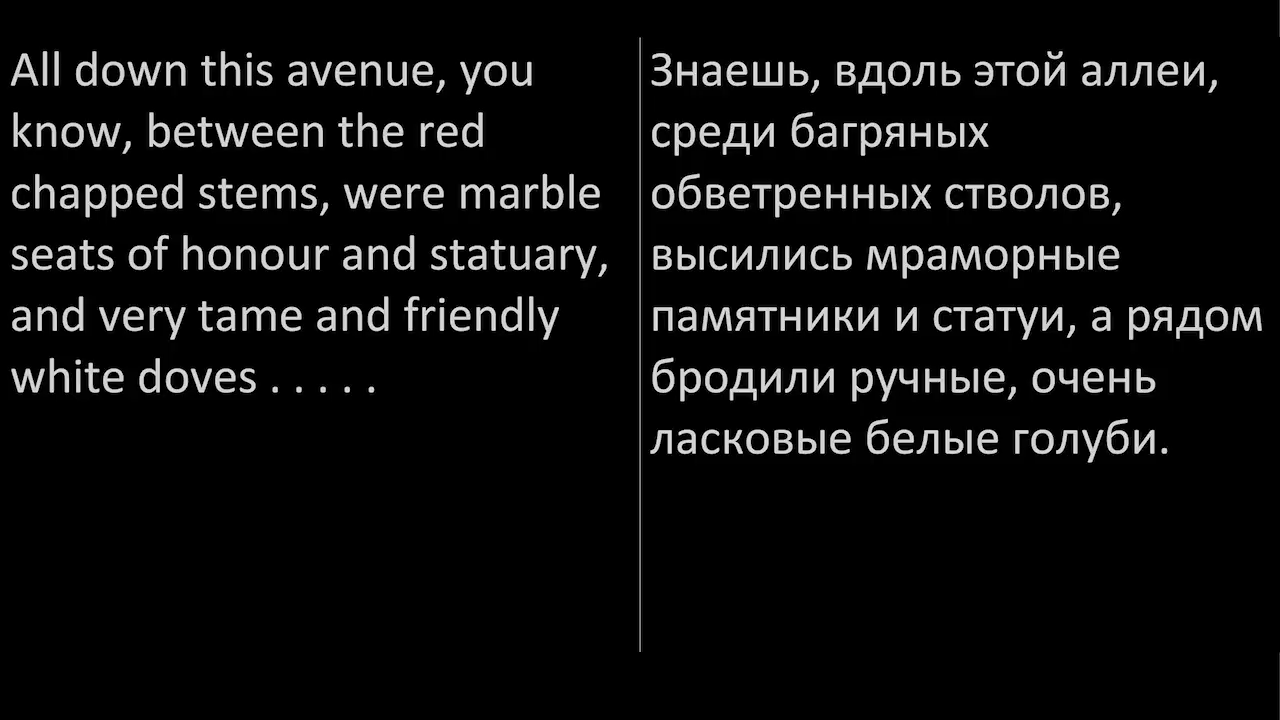 All down this avenue, you
know, between the red
chapped stems, were marble
seats of honour and statuary,
and very tame and friendly
white doves . . . . .
Знаешь, вдоль этой аллеи,
среди багряных
обветренных стволов,
высились мраморные
памятники и статуи, а рядом
бродили ручные, очень
ласковые белые голуби.